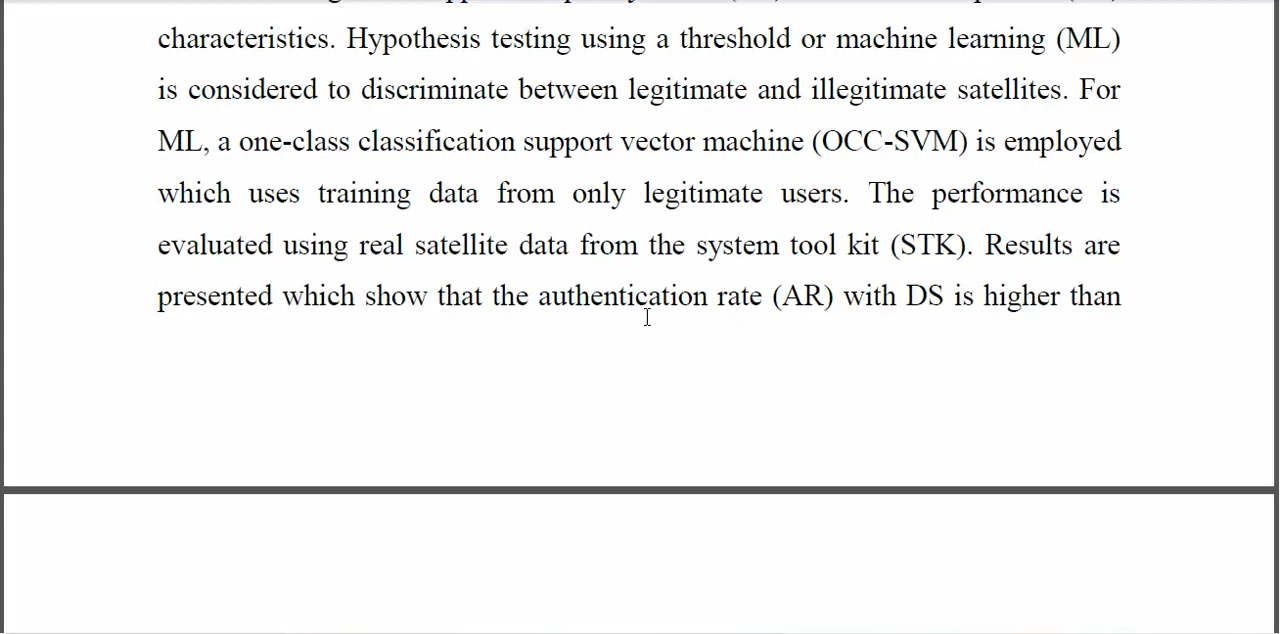 characteristics. Hypothesis testing using a threshold or machine learning (ML)
is considered to discriminate between legitimate and illegitimate satellites. For
ML, a one-class classification support vector machine (OCC-SVM) is employed
which uses training data from only legitimate users. The performance is
evaluated using real satellite data from the system tool kit (STK). Results are
presented which show that the authentication rate (AR) with DS is higher than